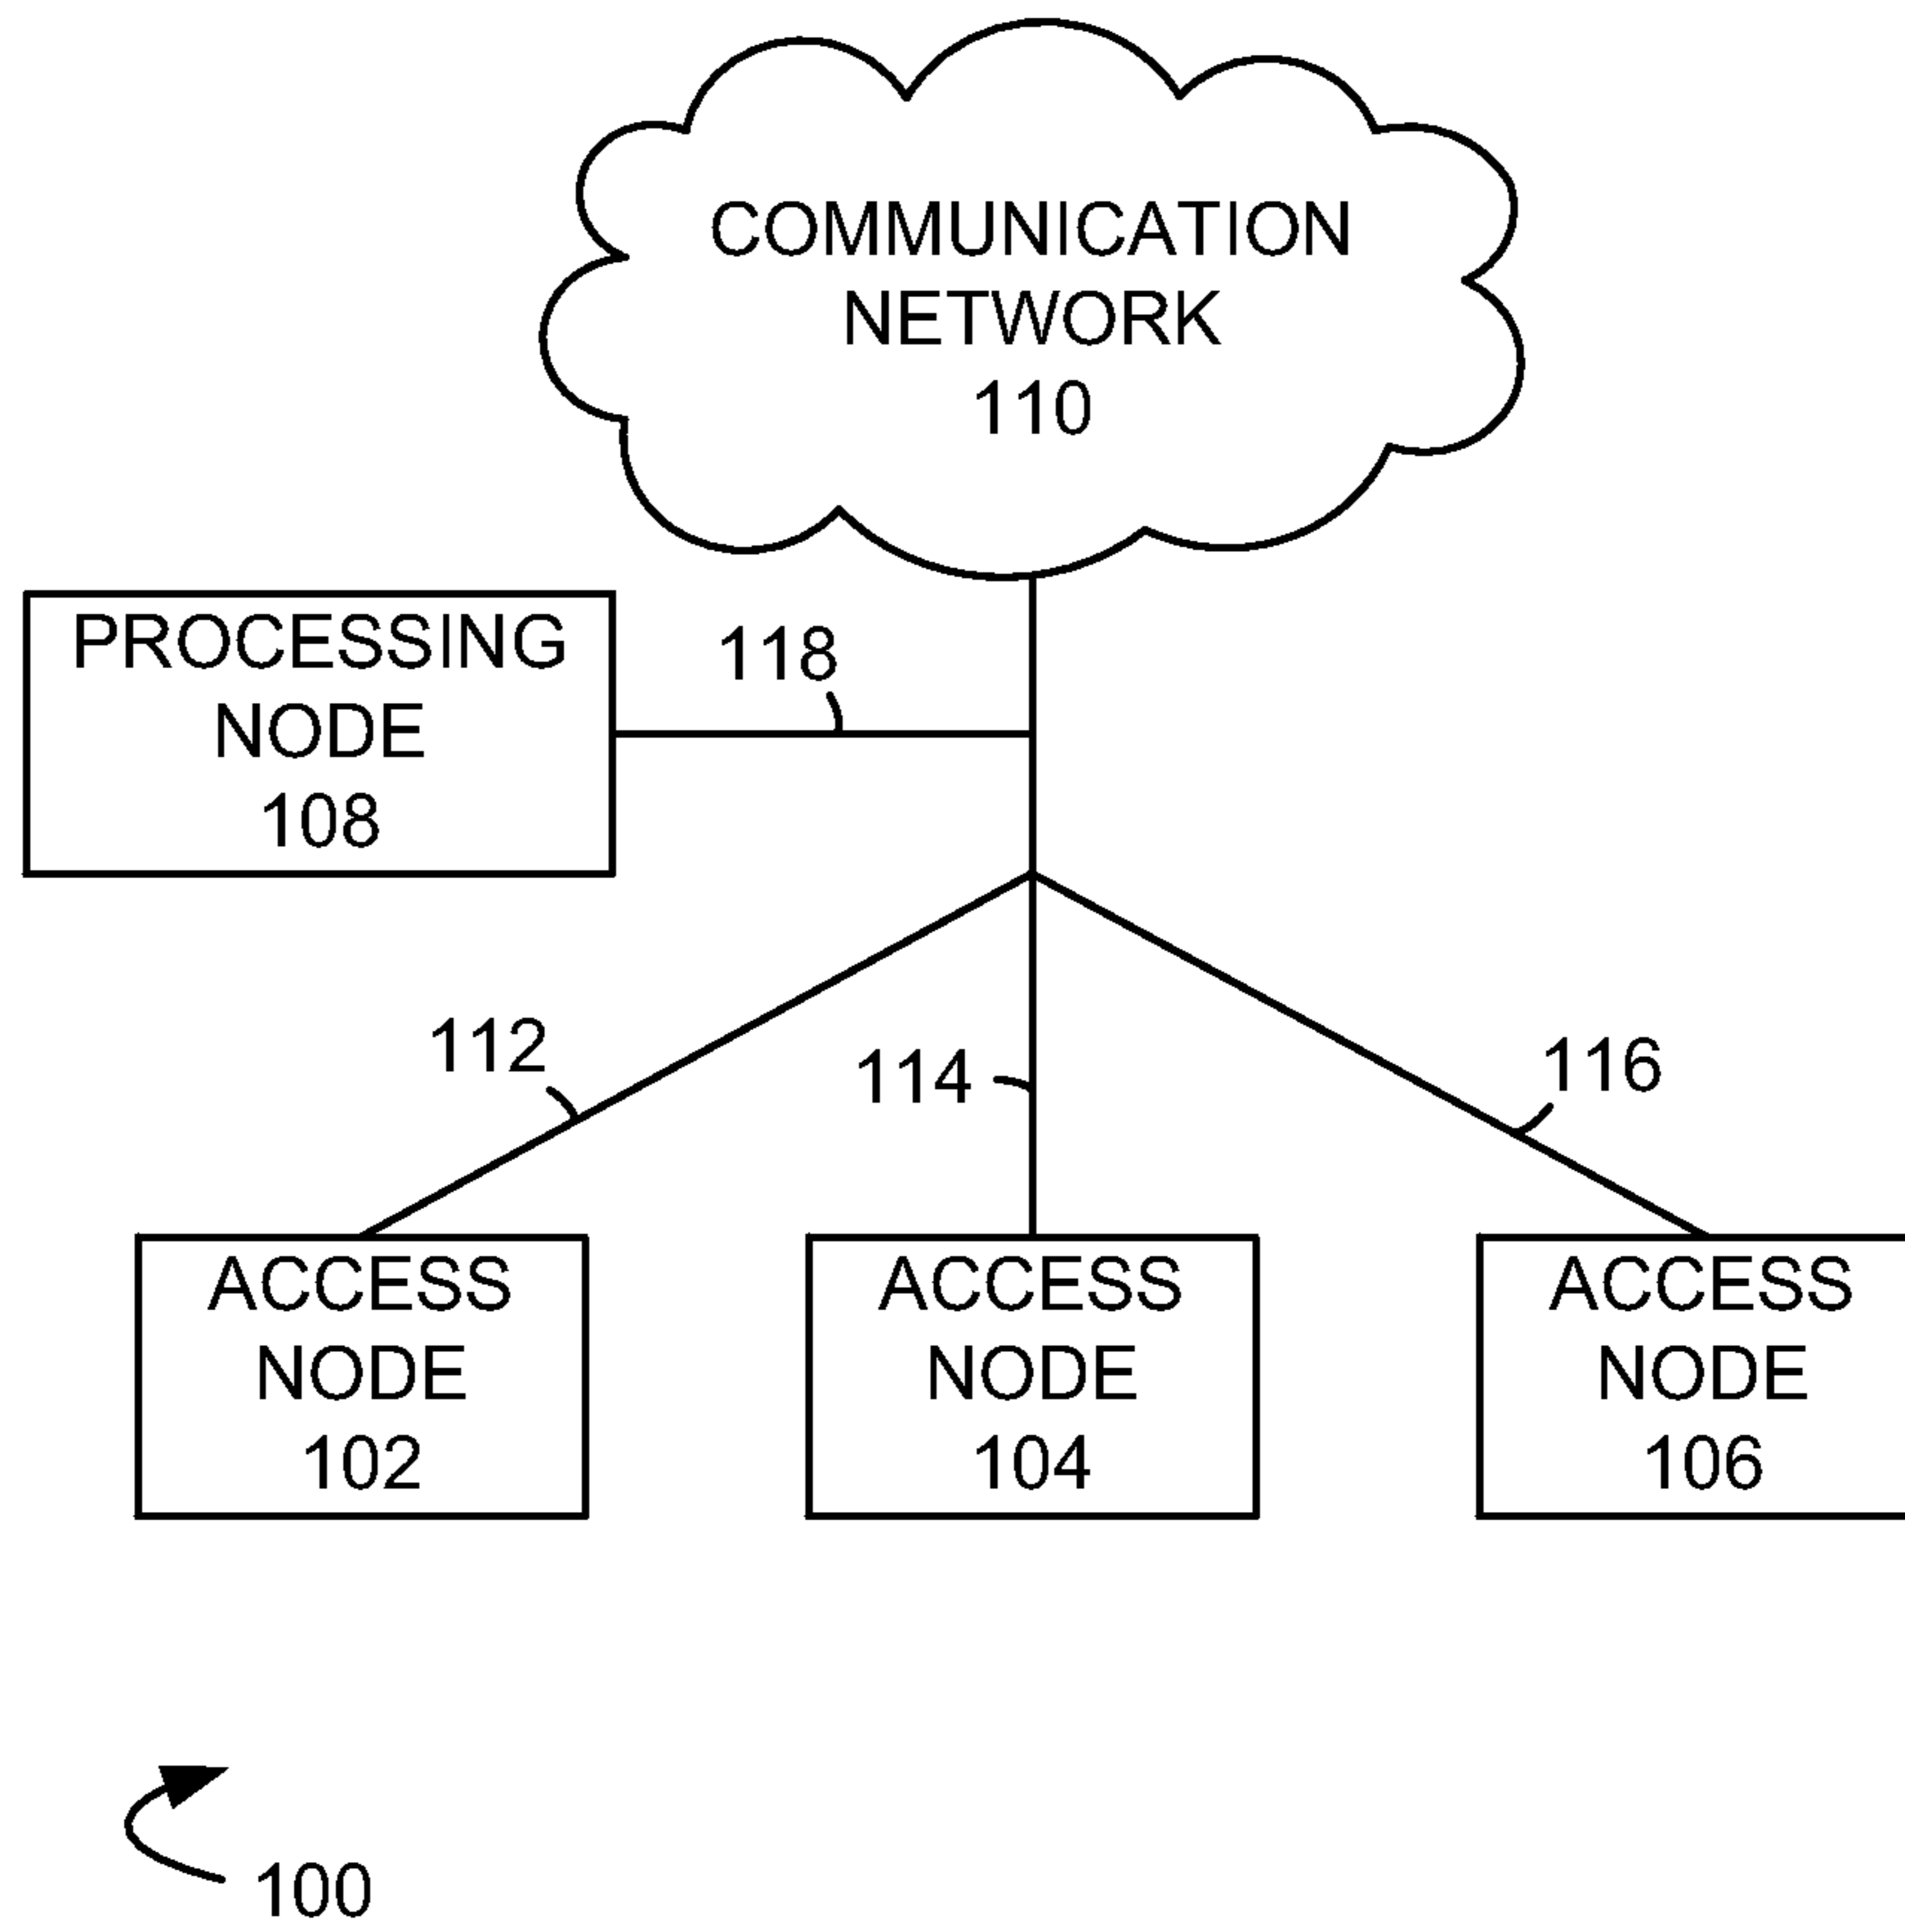 COMMUNICATION
NETWORK
110
PROCESSING
NODE
108
118
112
114
116
ACCESS
NODE
102
ACCESS
NODE
104
ACCESS
NODE
106
100